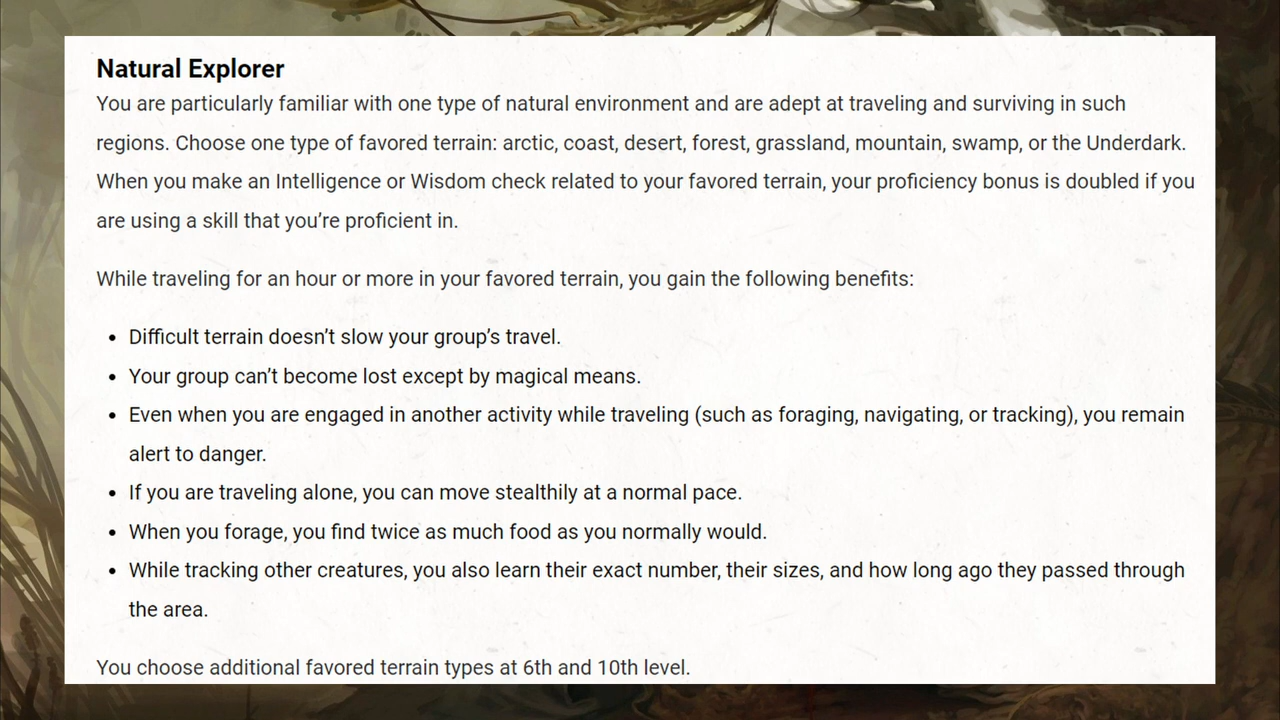 Natural Explorer
You are particularly familiar with one type of natural environment and are adept at traveling and surviving in such
regions. Choose one type of favored terrain: arctic, coast, desert, forest, grassland, mountain, swamp, or the Underdark.
When you make an Intelligence or Wisdom check related to your favored terrain, your proficiency bonus is doubled if you
are using a skill that you’re proficient in.
While traveling for an hour or more in your favored terrain, you gain the following benefits:
• Difficult terrain doesn’t slow your group’s travel.
• Your group can’t become lost except by magical means.
• Even when you are engaged in another activity while traveling (such as foraging, navigating, or tracking), you remain
alert to danger.
• If you are traveling alone, you can move stealthily at a normal pace.
• When you forage, you find twice as much food as you normally would.
• While tracking other creatures, you also learn their exact number, their sizes, and how long ago they passed through
the area.
You choose additional favored terrain types at 6th and 10th level.